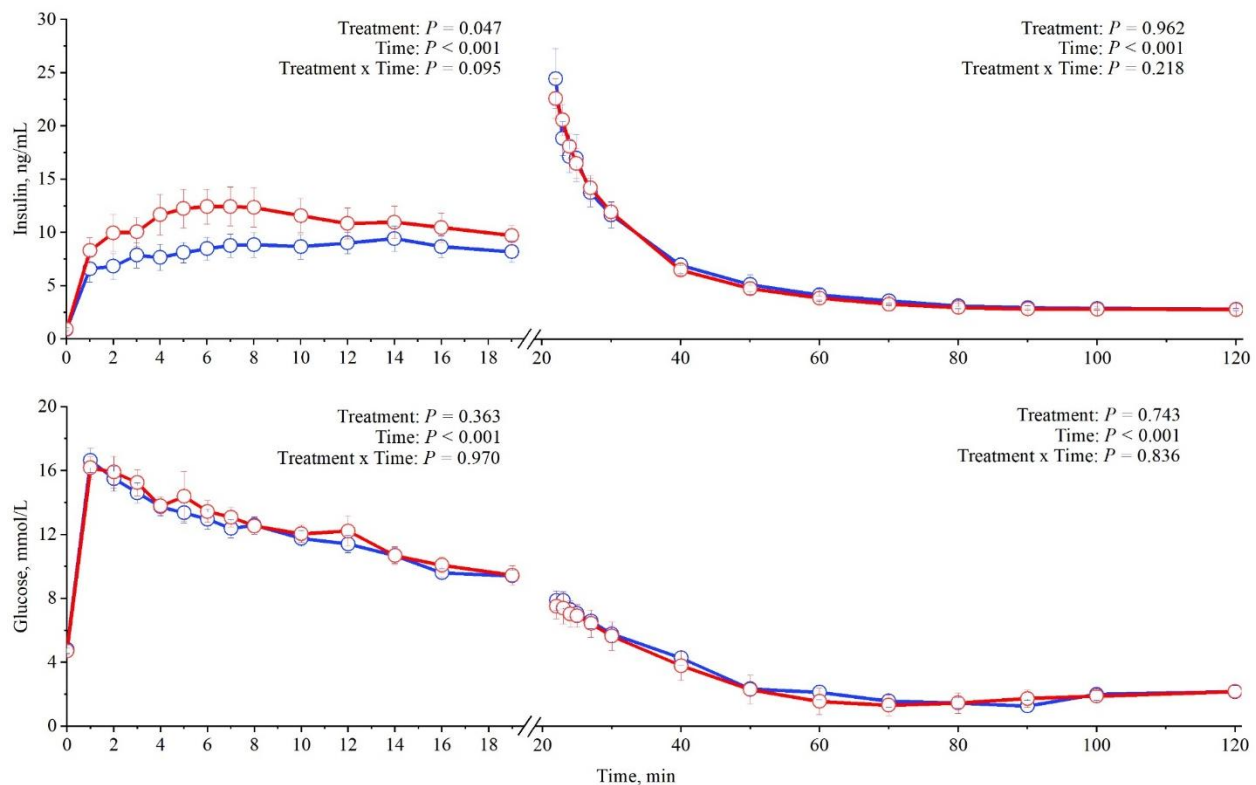 30
25
20
15
10
5
0
Insulin, ng/mL
Treatment: P = 0.047
Time: P < 0.001
Treatment x Time: P = 0.095
Treatment: P = 0.962
Time: P < 0.001
Treatment x Time: P = 0.218
0 2 4 6 8 10 12 14 16 18 20 40 60 80 100 120
20
16
12
8
4
0
Glucose, mmol/L
Treatment: P = 0.363
Time: P < 0.001
Treatment x Time: P = 0.970
Treatment: P = 0.743
Time: P < 0.001
Treatment x Time: P = 0.836
0 2 4 6 8 10 12 14 16 18 20 40 60 80 100 120
Time, min